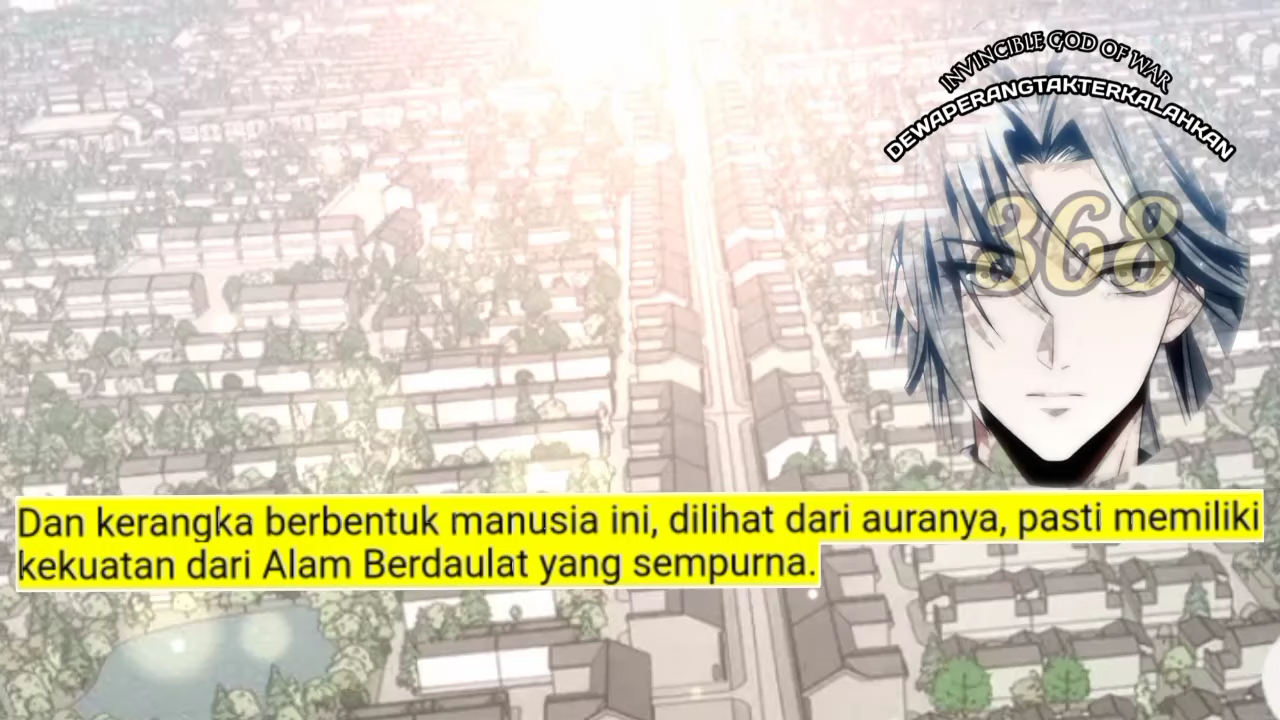 INVINCIBLE GOD OF WAR
DEWAPERANGTAKTERKALAHKAN
368
Dan kerangka berbentuk manusia ini, dilihat dari auranya, pasti memiliki
kekuatan dari Alam Berdaulat yang sempurna.